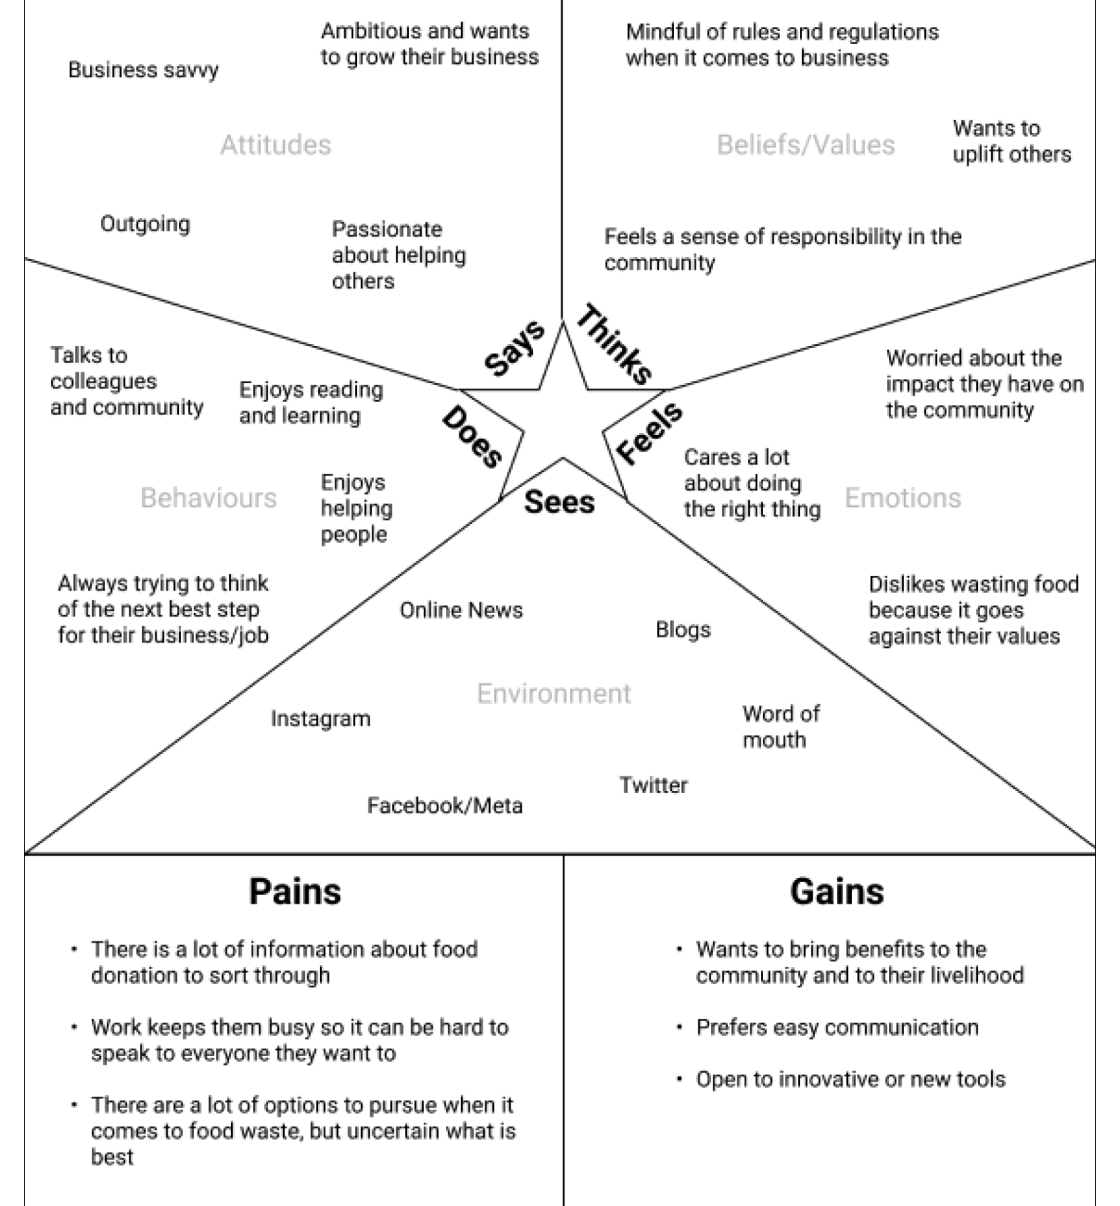 Ambitious and wants
to grow their business
Business savvy
Attitudes
Outgoing
Passionate
about helping
others
Mindful of rules and regulations
when it comes to business
Wants to
uplift others
Beliefs/Values
Feels a sense of responsibility in the
community
Says
Thinks
Does
Feels
Sees
Talks to
colleagues
and community
Enjoys reading
and learning
Behaviours
Enjoys
helping
people
Always trying to think
of the next best step
for their business/job
Worried about the
impact they have on
the community
Cares a lot
about doing
the right thing
Emotions
Dislikes wasting food
because it goes
against their values
Online News
Blogs
Environment
Instagram
Word of
mouth
Twitter
Facebook/Meta
Pains
• There is a lot of information about food
donation to sort through
• Work keeps them busy so it can be hard to
speak to everyone they want to
• There are a lot of options to pursue when it
comes to food waste, but uncertain what is
best
Gains
• Wants to bring benefits to the
community and to their livelihood
• Prefers easy communication
• Open to innovative or new tools